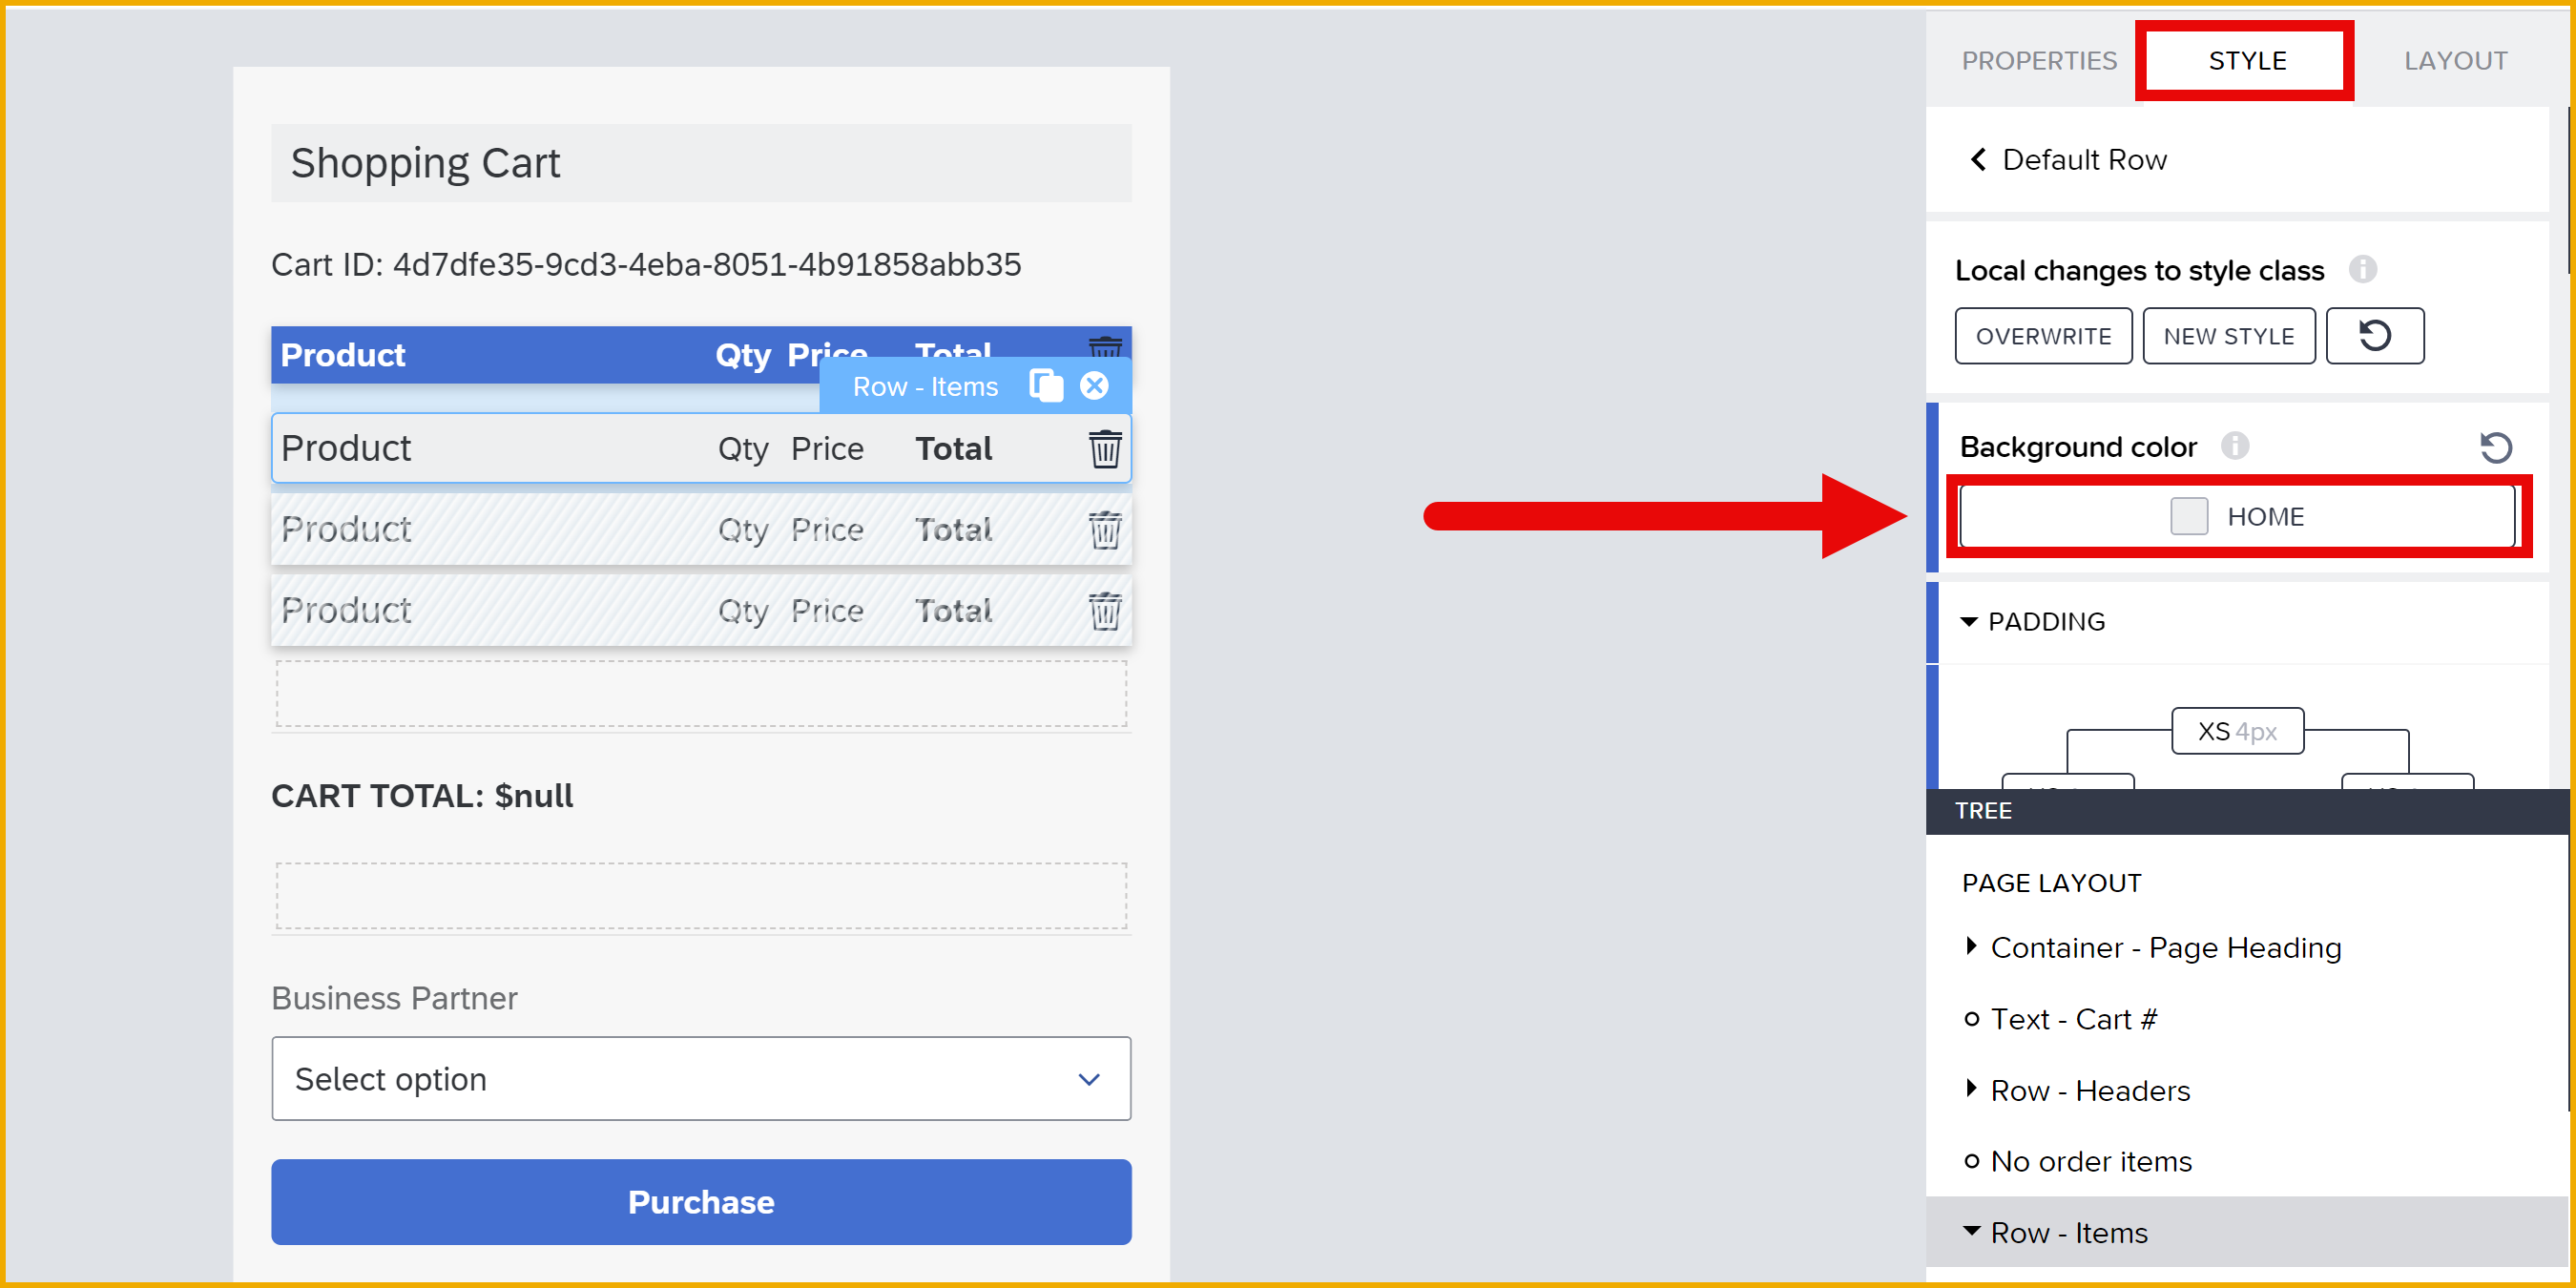 Shopping Cart
Cart ID: 4d7dfe35-9cd3-4eba-8051-4b91858abb35
Product Qty Price Total
Row - Items
Product Qty Price Total
Product Qty Price Total
Product Qty Price Total
CART TOTAL: $null
Business Partner
Select option
Purchase
PROPERTIES STYLE LAYOUT
Default Row
Local changes to style class
OVERWRITE NEW STYLE
Background color
HOME
PADDING
XS 4px
TREE
PAGE LAYOUT
Container - Page Heading
Text - Cart #
Row - Headers
No order items
Row - Items